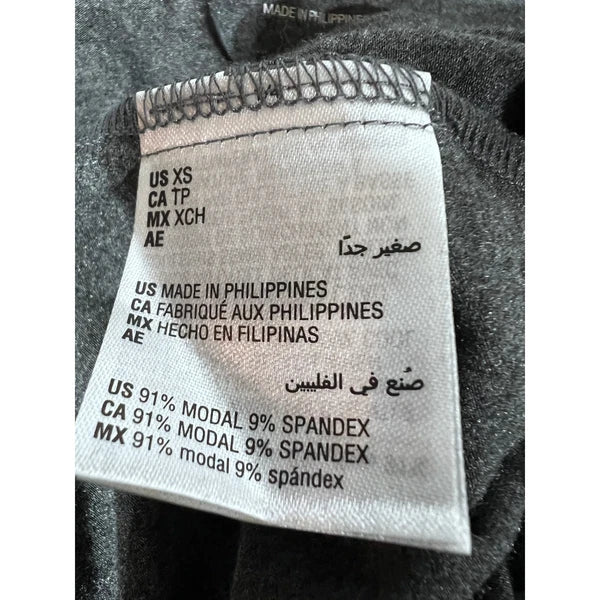 MADE IN PHILIPPINES
US XS
CA TP
MX XCH
AE
صغير جدًا
US MADE IN PHILIPPINES
CA FABRIQUÉ AUX PHILIPPINES
MX HECHO EN FILIPINAS
AE
صُنع في الفليبين
US 91% MODAL 9% SPANDEX
CA 91% MODAL 9% SPANDEX
MX 91% modal 9% spándex